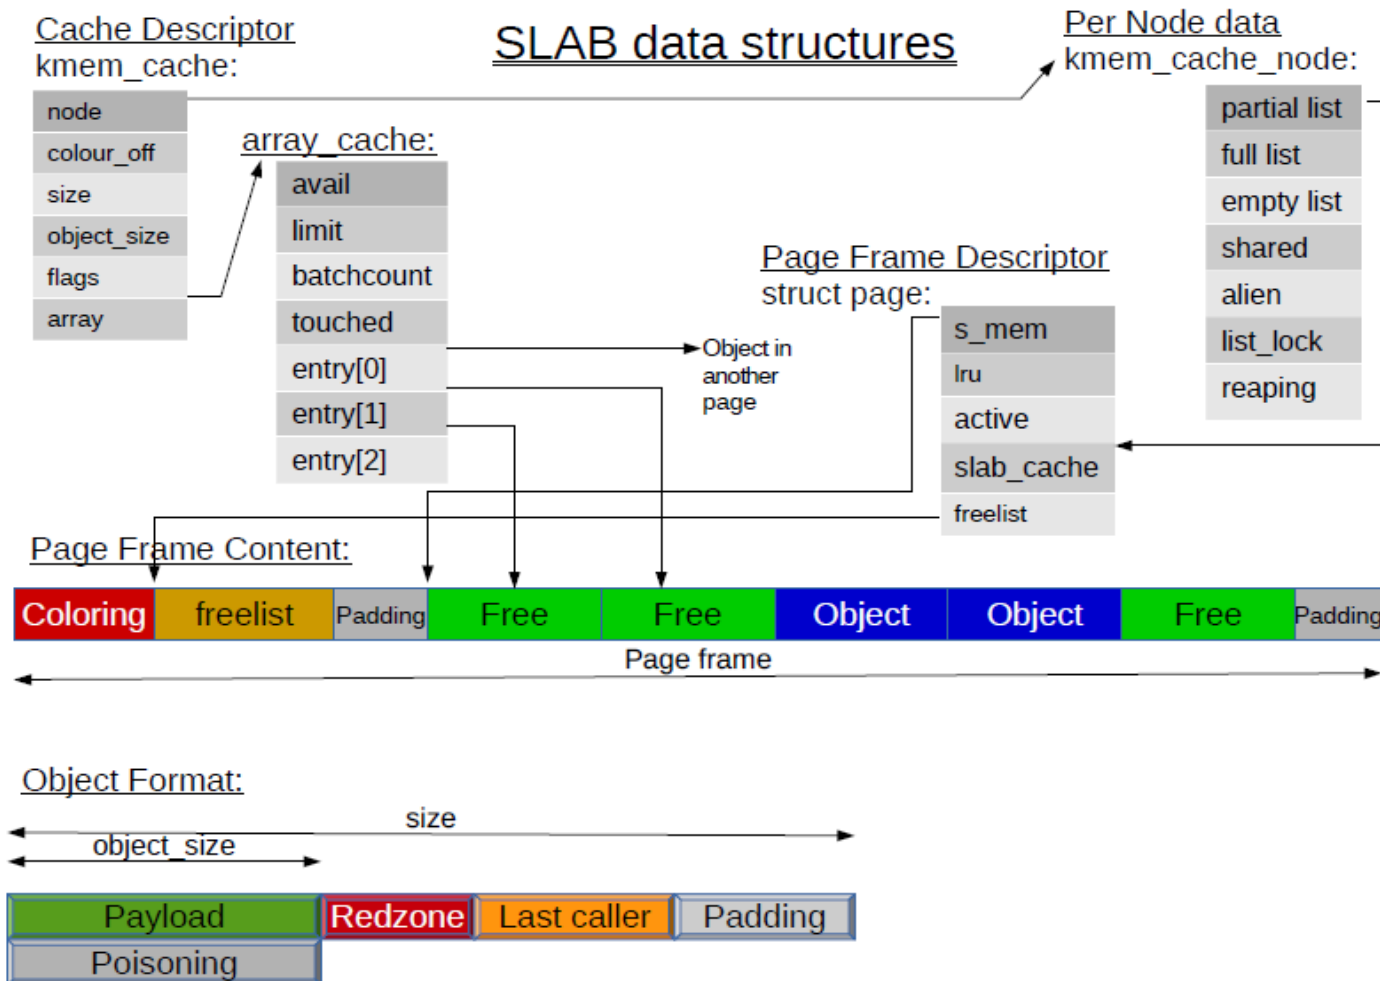 SLAB data structures
Cache Descriptor
kmem_cache:
node
colour_off
size
object_size
flags
array
array_cache:
avail
limit
batchcount
touched
entry[0]
entry[1]
entry[2]
Object in
another
page
Per Node data
kmem_cache_node:
partial list
full list
empty list
shared
alien
list_lock
reaping
Page Frame Descriptor
struct page:
s_mem
lru
active
slab_cache
freelist
Page Frame Content:
Coloring freelist Padding Free Free Object Object Free Padding
Page frame
Object Format:
size
object_size
Payload Redzone Last caller Padding
Poisoning